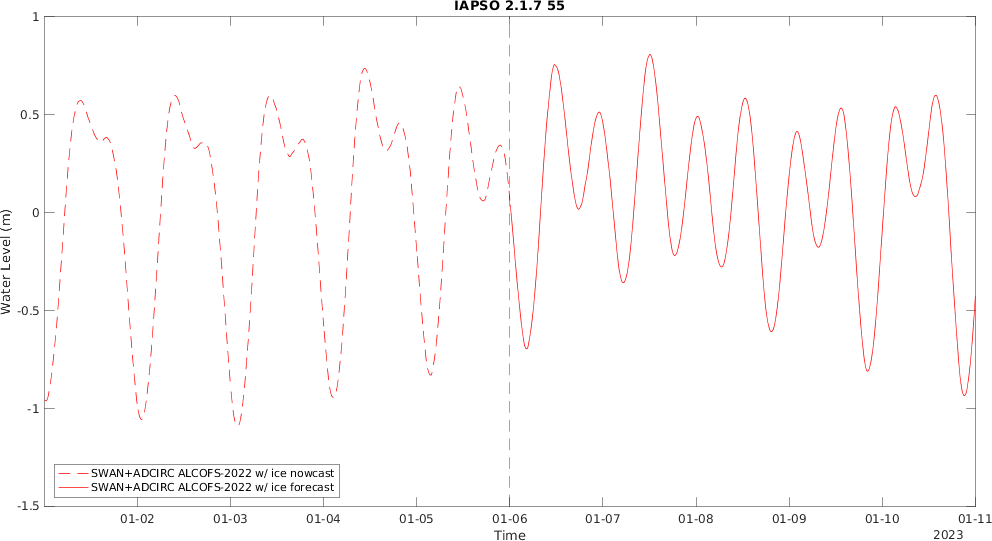 IAPSO 2.1.7 55
1
0.5
0
-0.5
-1
-1.5
Water Level (m)
SWAN+ADCIRC ALCOFS-2022 w/ ice nowcast
SWAN+ADCIRC ALCOFS-2022 w/ ice forecast
01-02 01-03 01-04 01-05 01-06 01-07 01-08 01-09 01-10 01-11
Time
2023